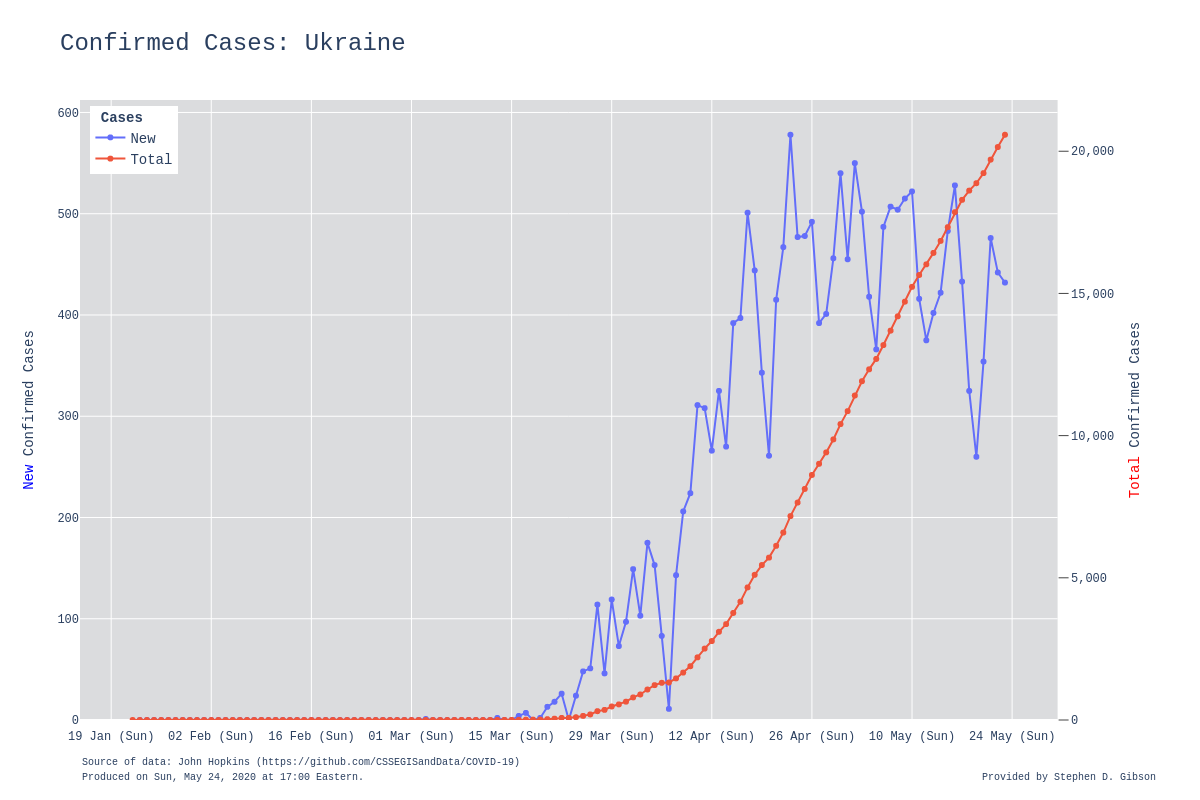 Confirmed Cases: Ukraine
Cases
New
Total
600
500
400
300
200
100
0
New Confirmed Cases
20,000
15,000
10,000
5,000
0
Total Confirmed Cases
19 Jan (Sun) 02 Feb (Sun) 16 Feb (Sun) 01 Mar (Sun) 15 Mar (Sun) 29 Mar (Sun) 12 Apr (Sun) 26 Apr (Sun) 10 May (Sun) 24 May (Sun)
Source of data: John Hopkins (https://github.com/CSSEGISandData/COVID-19)
Produced on Sun, May 24, 2020 at 17:00 Eastern.
Provided by Stephen D. Gibson